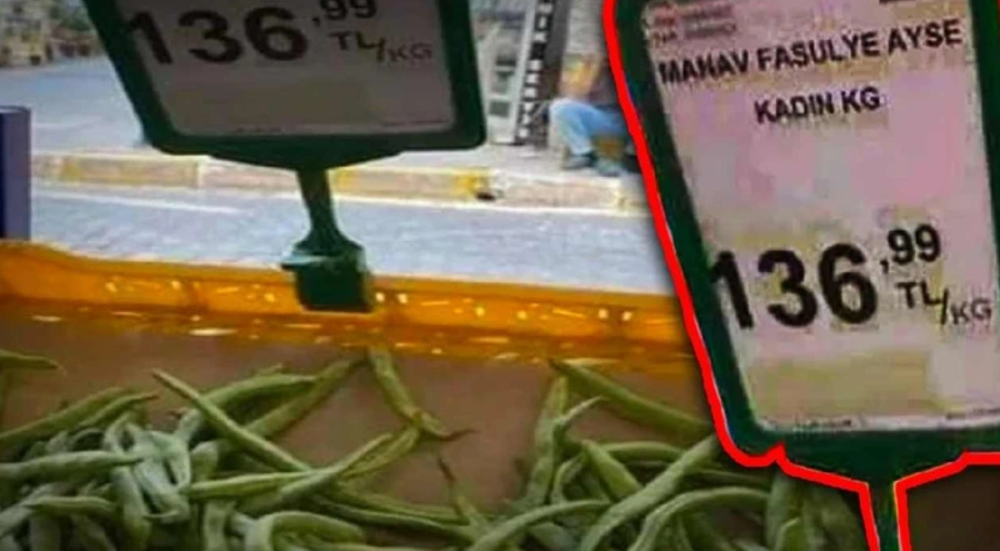 136,99
TL/KG
MANAV FASULYE AYSE
KADIN KG
136,99
TL/KG